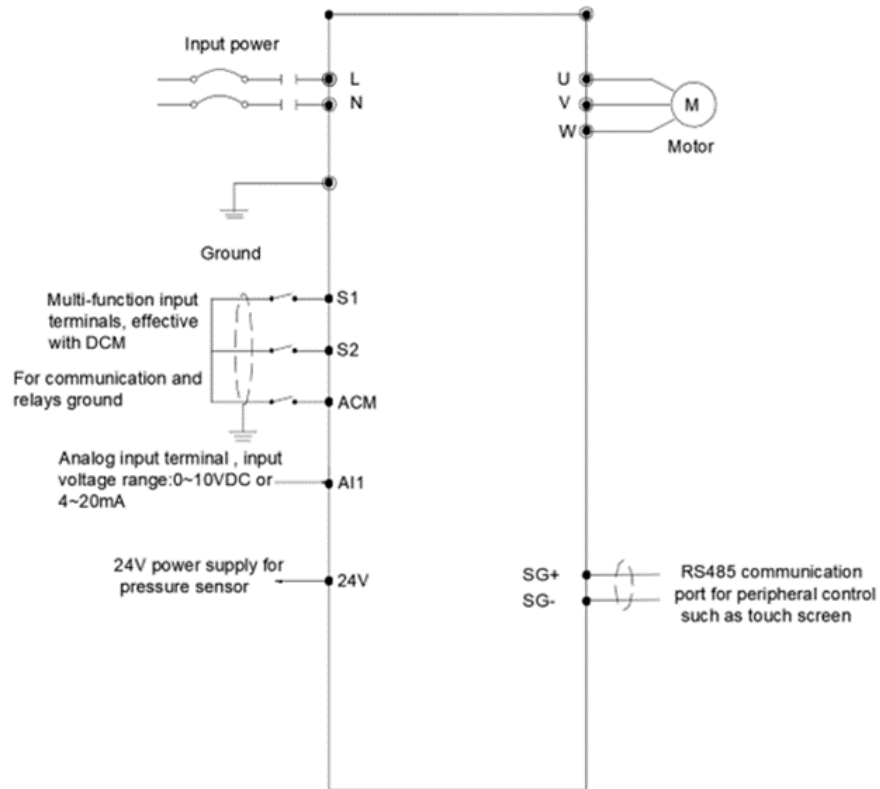 Input power
L
N
U
V
W
M
Motor
Ground
Multi-function input
terminals, effective
with DCM
For communication and
relays ground
S1
S2
ACM
Analog input terminal , input
voltage range:0~10VDC or
4~20mA
AI1
24V power supply for
pressure sensor
24V
SG+
SG-
RS485 communication
port for peripheral control
such as touch screen